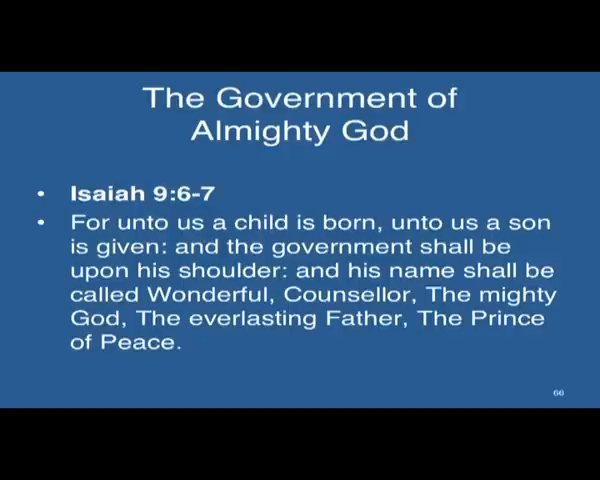 The Government of
Almighty God
• Isaiah 9:6-7
• For unto us a child is born, unto us a son
is given: and the government shall be
upon his shoulder: and his name shall be
called Wonderful, Counsellor, The mighty
God, The everlasting Father, The Prince
of Peace.
66